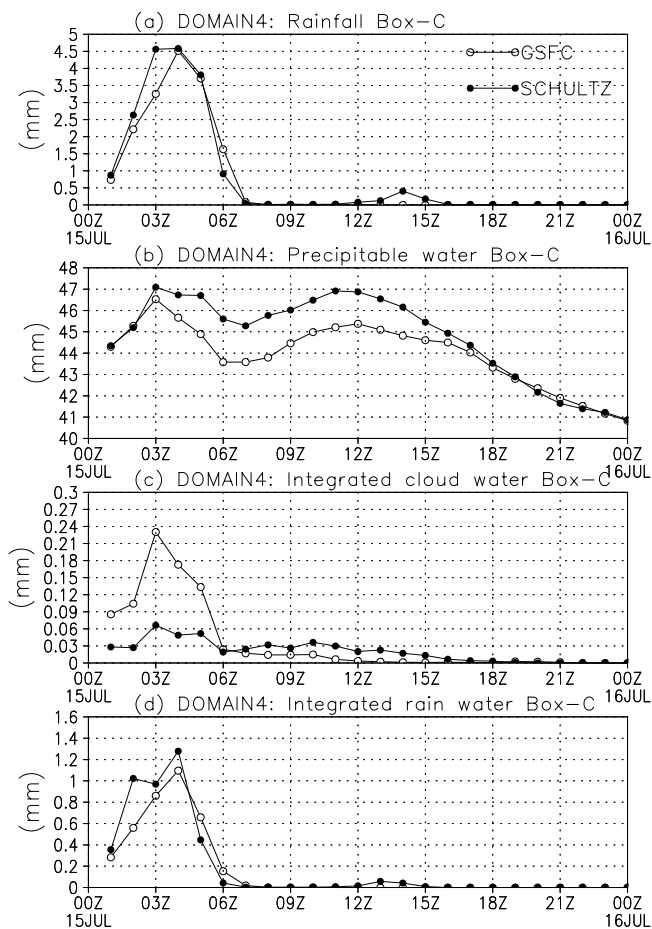 (a) DOMAIN4: Rainfall Box-C
5
4.5
4
3.5
3
2.5
2
1.5
1
0.5
0
(mm)
GSFC
SCHULTZ
00Z 03Z 06Z 09Z 12Z 15Z 18Z 21Z 00Z
15JUL 16JUL
(b) DOMAIN4: Precipitable water Box-C
48
47
46
45
44
43
42
41
40
(mm)
00Z 03Z 06Z 09Z 12Z 15Z 18Z 21Z 00Z
15JUL 16JUL
(c) DOMAIN4: Integrated cloud water Box-C
0.3
0.27
0.24
0.21
0.18
0.15
0.12
0.09
0.06
0.03
0
(mm)
00Z 03Z 06Z 09Z 12Z 15Z 18Z 21Z 00Z
15JUL 16JUL
(d) DOMAIN4: Integrated rain water Box-C
1.6
1.4
1.2
1
0.8
0.6
0.4
0.2
0
(mm)
00Z 03Z 06Z 09Z 12Z 15Z 18Z 21Z 00Z
15JUL 16JUL